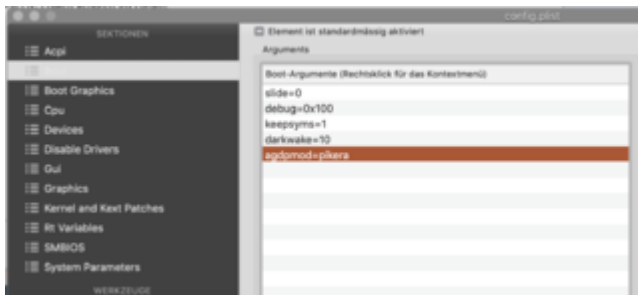 config.plist
SEKTIONEN
Acpi
Boot Graphics
Cpu
Devices
Disable Drivers
Gui
Graphics
Kernel and Kext Patches
Rt Variables
SMBIOS
System Parameters
WERKZEUGE
Element ist standardmässig aktiviert
Arguments
Boot-Argumente (Rechtsklick für das Kontextmenü)
slide=0
debug=0x100
keepsyms=1
darkwake=10
agdpmod=pikera